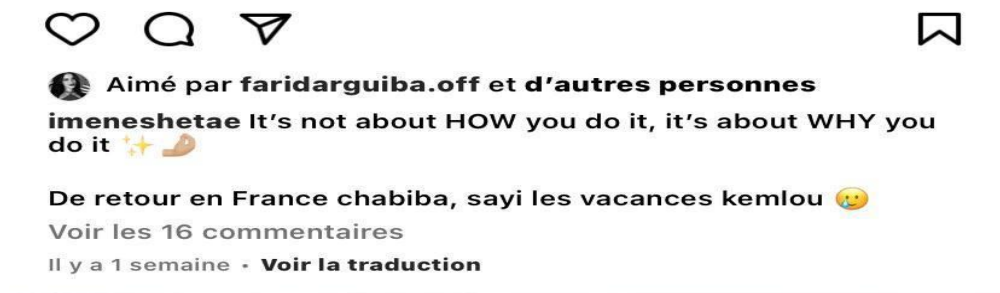 Aimé par faridarguiba.off et d’autres personnes
imeneshetae It’s not about HOW you do it, it’s about WHY you
do it ✨ 🤌🏼
De retour en France chabiba, sayi les vacances kemlou 🥲
Voir les 16 commentaires
Il y a 1 semaine • Voir la traduction